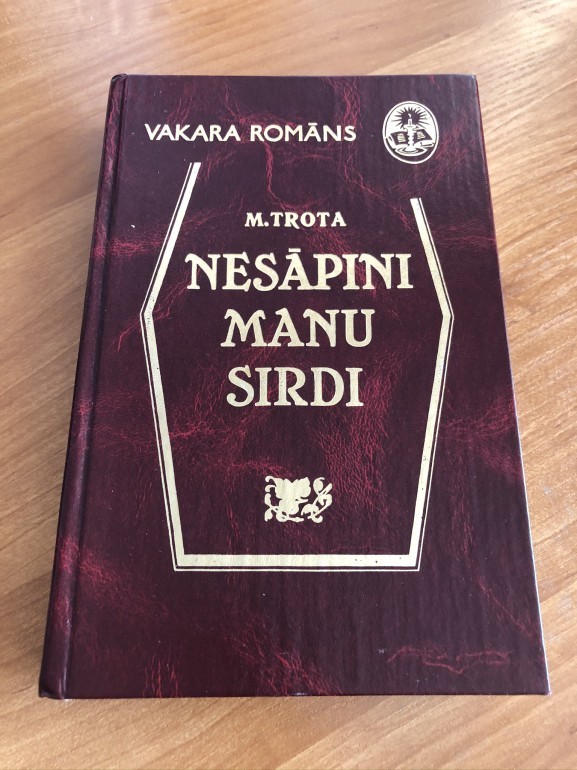 VAKARA ROMĀNS
M.TROTA
NESĀPINI
MANU
SIRDI